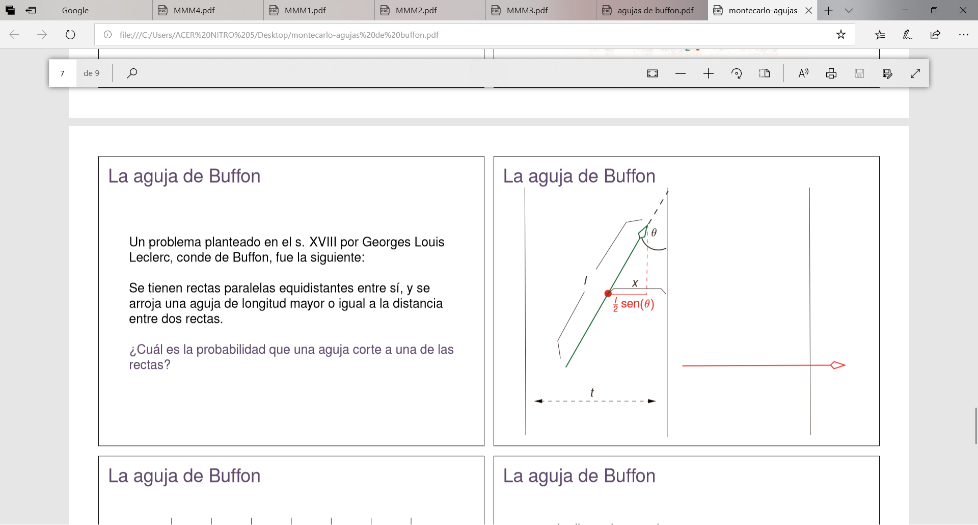 Google
MMM4.pdf
MMM1.pdf
MMM2.pdf
MMM3.pdf
agujas de buffon.pdf
montecarlo-agujas
file:///C:/Users/ACER%20NITRO%205/Desktop/montecarlo-agujas%20de%20buffon.pdf
7 de 9
La aguja de Buffon
Un problema planteado en el s. XVIII por Georges Louis
Leclerc, conde de Buffon, fue la siguiente:
Se tienen rectas paralelas equidistantes entre sí, y se
arroja una aguja de longitud mayor o igual a la distancia
entre dos rectas.
¿Cuál es la probabilidad que una aguja corte a una de las
rectas?
La aguja de Buffon
θ
l
x
l/2 sen(θ)
t
La aguja de Buffon
La aguja de Buffon